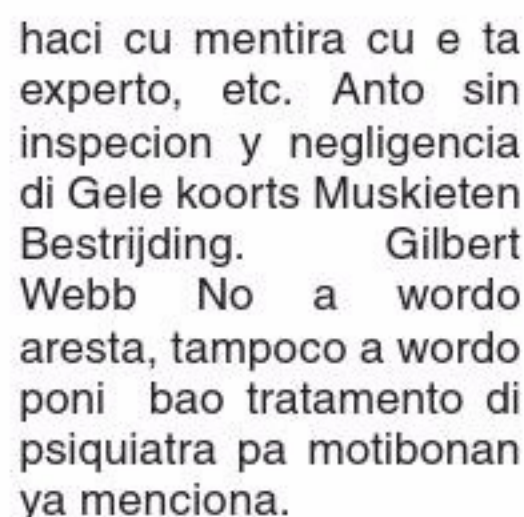 haci cu mentira cu e ta
experto, etc. Anto sin
inspecion y negligencia
di Gele koorts Muskieten
Bestrijding. Gilbert
Webb No a wordo
aresta, tampoco a wordo
poni bao tratamento di
psiquiatra pa motibonan
ya menciona.